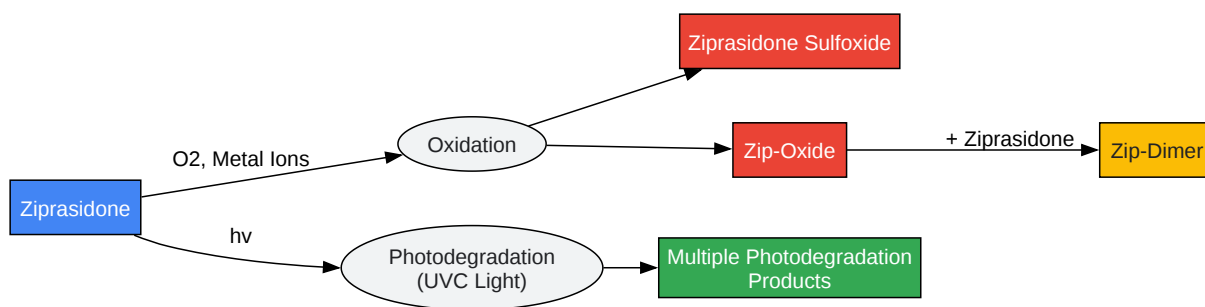 Ziprasidone Sulfoxide
Oxidation
O2, Metal Ions
Zip-Oxide
+ Ziprasidone
Zip-Dimer
Ziprasidone
hv
Photodegradation
(UVC Light)
Multiple Photodegradation
Products